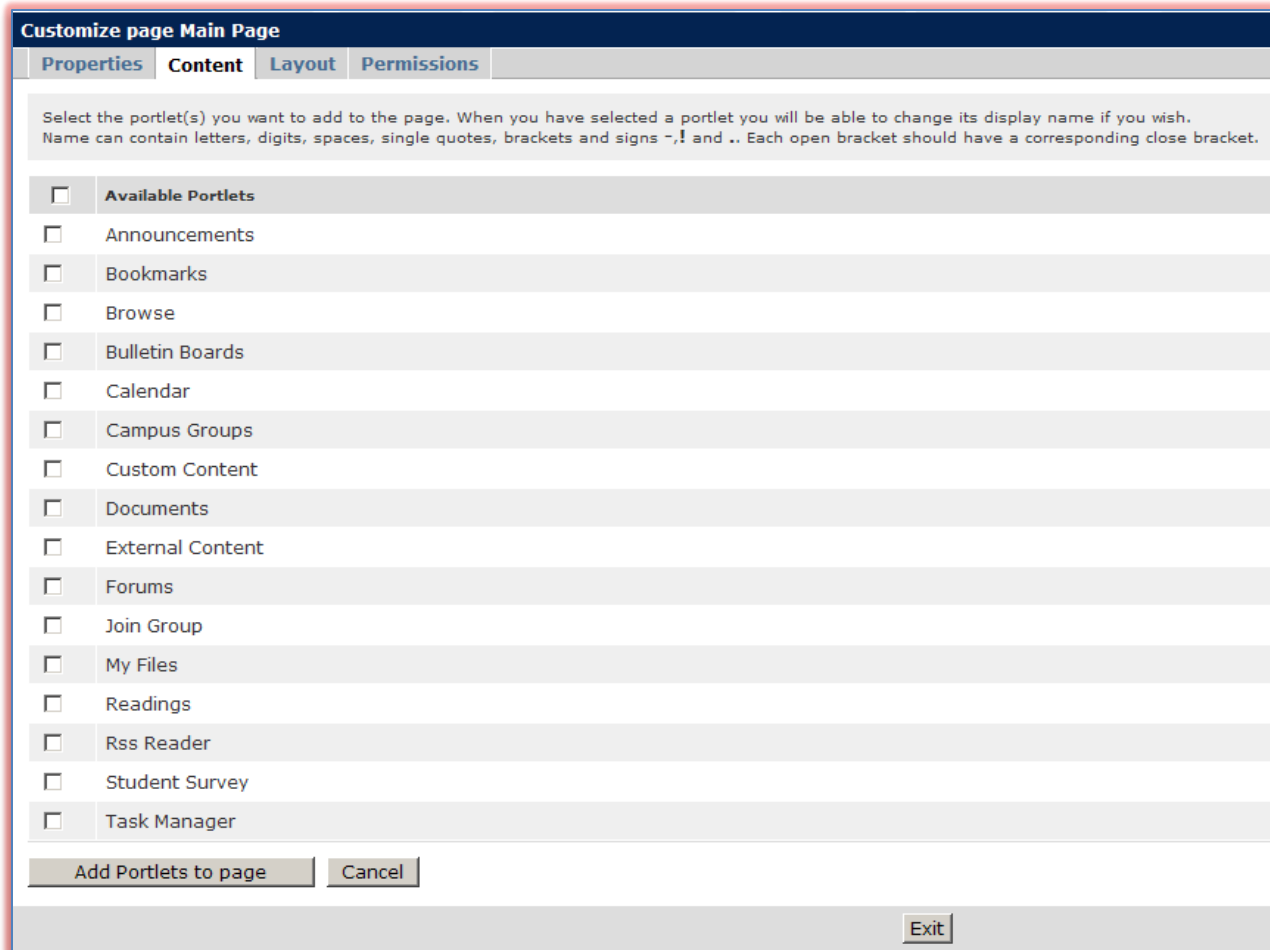 Customize page Main Page
Properties Content Layout Permissions
Select the portlet(s) you want to add to the page. When you have selected a portlet you will be able to change its display name if you wish.
Name can contain letters, digits, spaces, single quotes, brackets and signs -,! and .. Each open bracket should have a corresponding close bracket.
Available Portlets
Announcements
Bookmarks
Browse
Bulletin Boards
Calendar
Campus Groups
Custom Content
Documents
External Content
Forums
Join Group
My Files
Readings
Rss Reader
Student Survey
Task Manager
Add Portlets to page Cancel
Exit